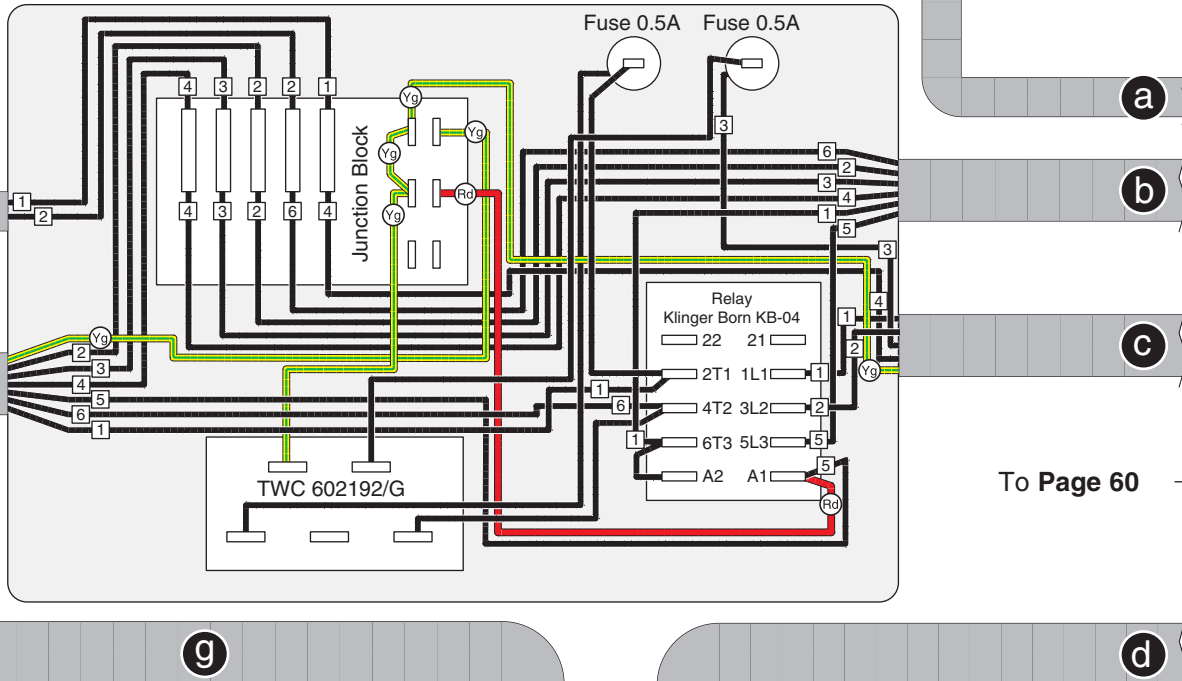 Fuse 0.5A Fuse 0.5A
a
4 3 2 2 1
Yg
Yg
3
Yg
6
2
3
4
1
5
b
Junction Block
Rd
1
2
4 3 2 6 4
Yg
3
Relay
Klinger Born KB-04
4
22 21
1
2
c
Yg
2
3
4
5
6
1
2T1 1L1 1
Yg
1
6 4T2 3L2 2
1 6T3 5L3 5
5
A2 A1
Rd
TWC 602192/G
To Page 60
g
d